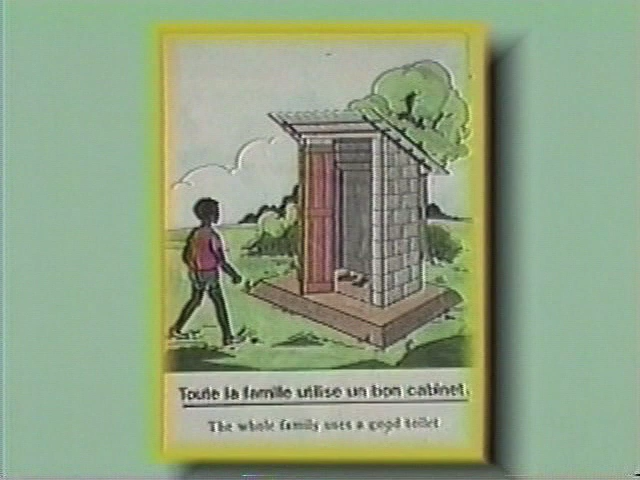 Toute la famille utilise un bon cabinet.
The whole family uses a good toilet